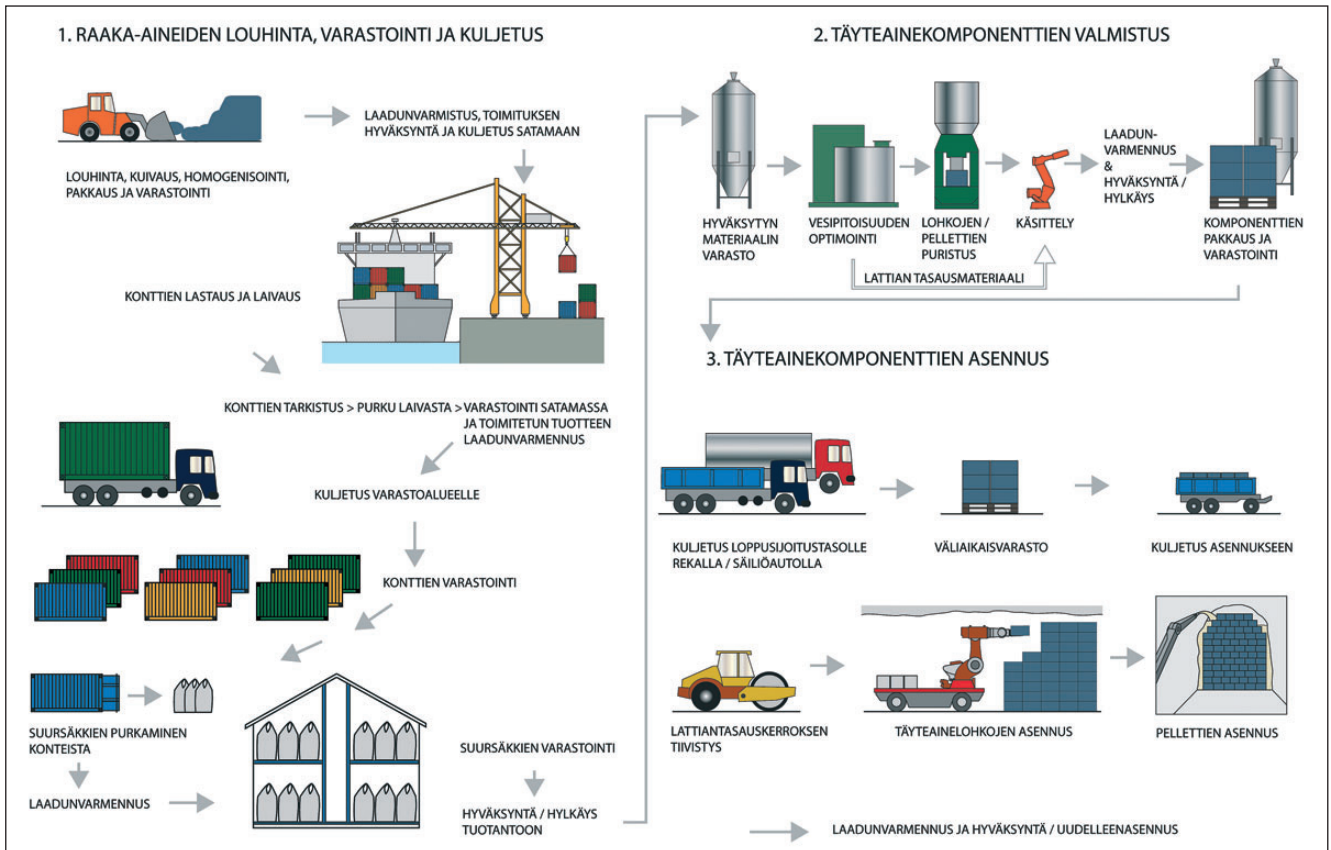 1. RAAKA-AINEIDEN LOUHINTA, VARASTOINTI JA KULJETUS
LAADUNVARMISTUS, TOIMITUKSEN
HYVÄKSYNTÄ JA KULJETUS SATAMAAN
LOUHINTA, KUIVAUS, HOMOGENISOINTI,
PAKKAUS JA VARASTOINTI
KONTTIEN LASTAUS JA LAIVAUS
KONTTIEN TARKISTUS > PURKU LAIVASTA > VARASTOINTI SATAMASSA
JA TOIMITETUN TUOTTEEN
LAADUNVARMENNUS
KULJETUS VARASTOALUEELLE
KONTTIEN VARASTOINTI
SUURSÄKKIEN PURKAMINEN
KONTEISTA
LAADUNVARMENNUS
SUURSÄKKIEN VARASTOINTI
HYVÄKSYNTÄ / HYLKÄYS
TUOTANTOON
2. TÄYTEAINEKOMPONENTTIEN VALMISTUS
HYVÄKSYTYN
MATERIAALIN
VARASTO
VESIPITOISUUDEN
OPTIMOINTI
LOHKOJEN /
PELLETTIEN
PURISTUS
KÄSITTELY
LAADUN-
VARMENNUS
&
HYVÄKSYNTÄ /
HYLKÄYS
KOMPONENTTIEN
PAKKAUS JA
VARASTOINTI
LATTIAN TASAUSMATERIAALI
3. TÄYTEAINEKOMPONENTTIEN ASENNUS
KULJETUS LOPPUSIJOITUSTASOLLE
REKALLA / SÄILIÖAUTOLLA
VÄLIAIKAISVARASTO
KULJETUS ASENNUKSEEN
LATTIANTASAUSKERROKSEN
TIIVISTYS
TÄYTEAINELOHKOJEN ASENNUS
PELLETTIEN ASENNUS
LAADUNVARMENNUS JA HYVÄKSYNTÄ / UUDELLEENASENNUS